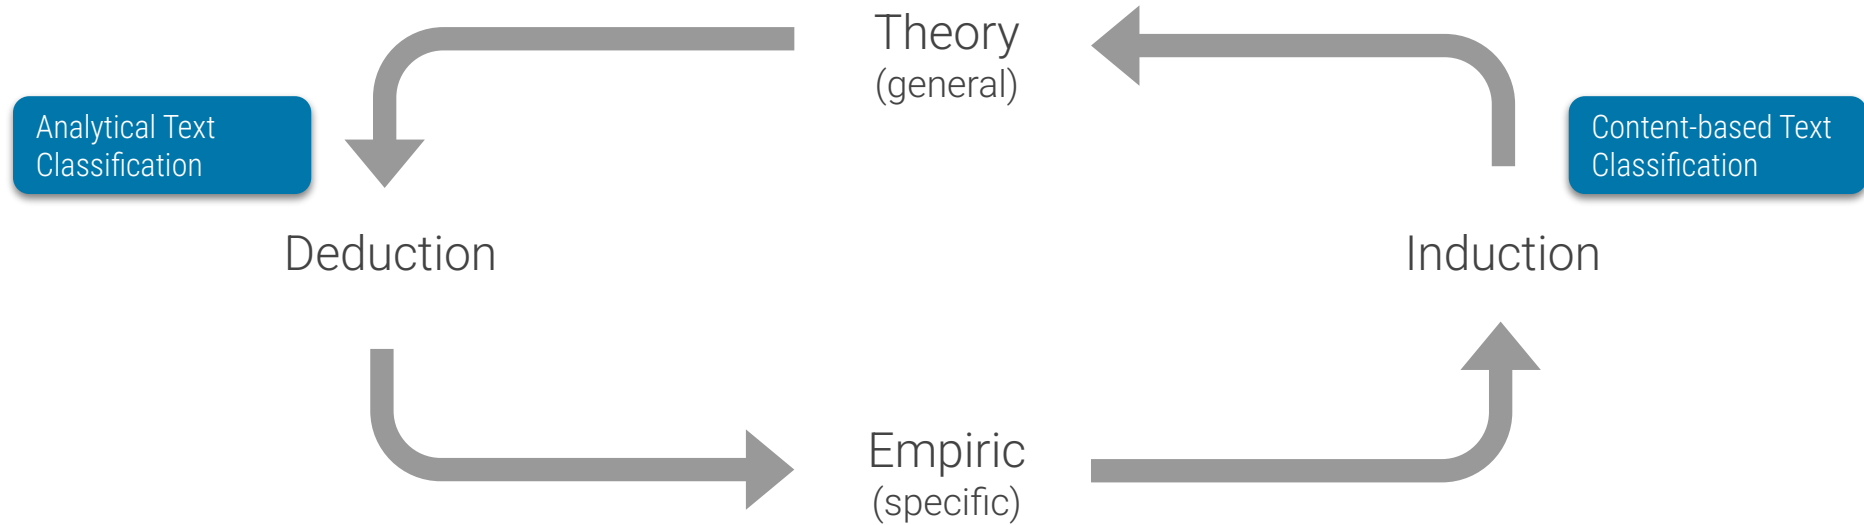 Theory
(general)
Analytical Text
Classification
Content-based Text
Classification
Deduction
Induction
Empiric
(specific)